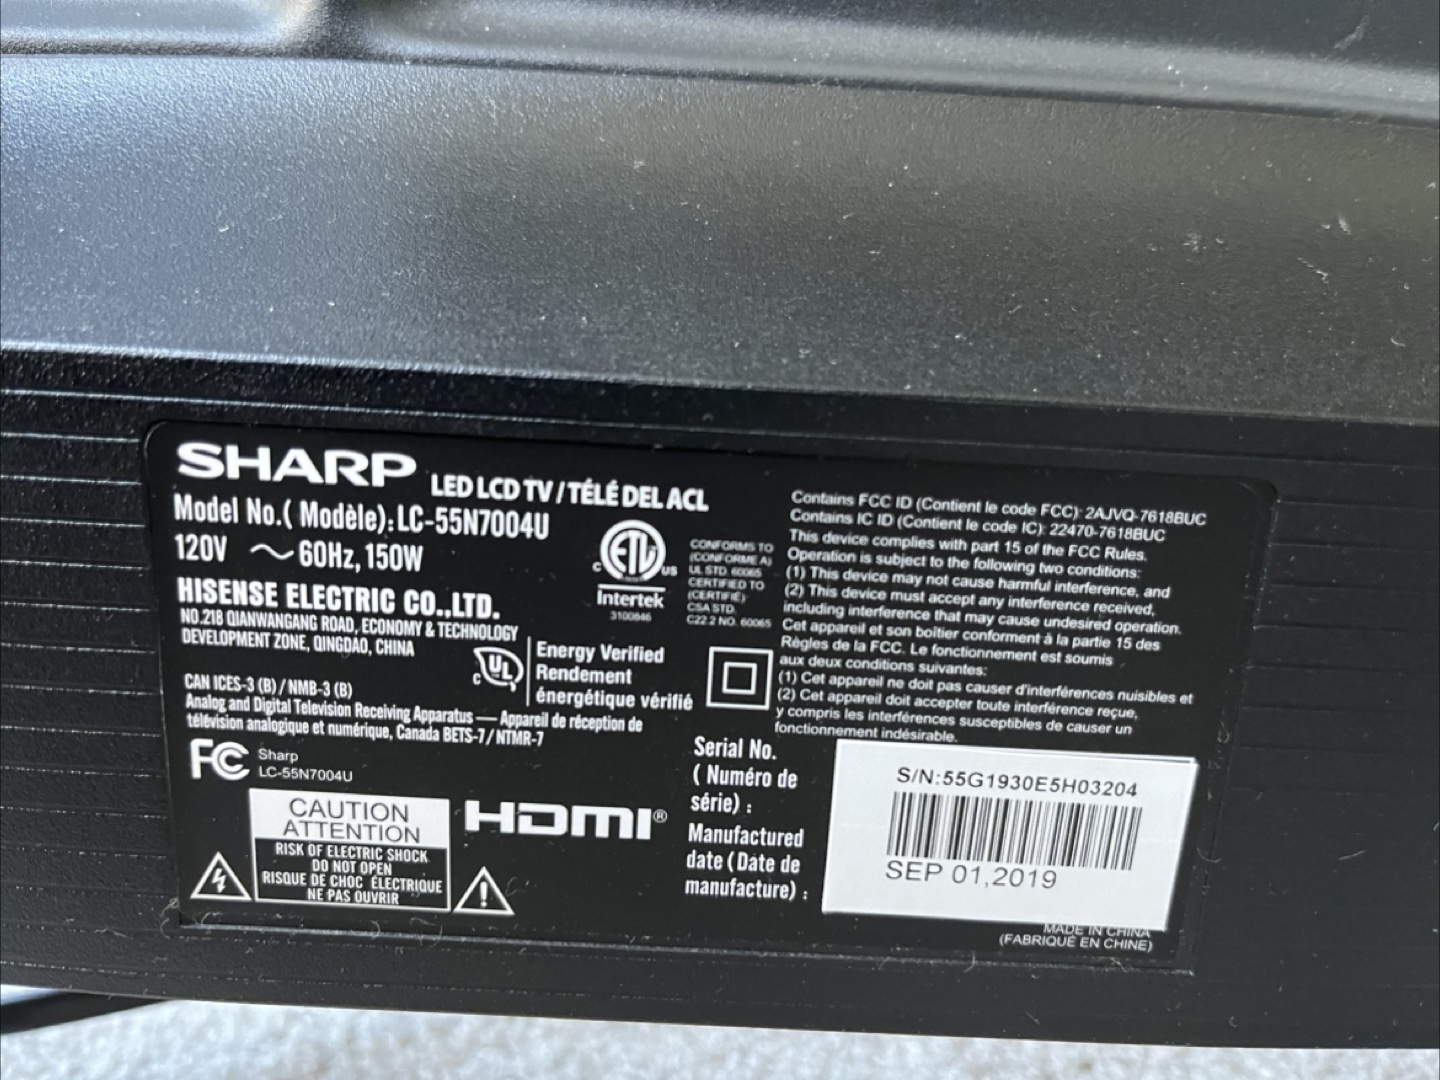 SHARP LED LCD TV / TÉLÉ DEL ACL
Model No.( Modèle): LC-55N7004U
120V ~ 60Hz, 150W
HISENSE ELECTRIC CO.,LTD.
NO.218 QIANWANGANG ROAD, ECONOMY & TECHNOLOGY
DEVELOPMENT ZONE, QINGDAO, CHINA
C ETL US
Intertek
3100846
CONFORMS TO
(CONFORME A)
UL STD. 60065
CERTIFIED TO
(CERTIFIE)
CSA STD.
C22.2 NO. 60065
C UL
Energy Verified
Rendement
énergétique vérifié
CAN ICES-3 (B) / NMB-3 (B)
Analog and Digital Television Receiving Apparatus — Appareil de réception de
télévision analogique et numérique, Canada BETS-7 / NTMR-7
FC
Sharp
LC-55N7004U
CAUTION
ATTENTION
RISK OF ELECTRIC SHOCK
DO NOT OPEN
RISQUE DE CHOC ÉLECTRIQUE
NE PAS OUVRIR
HDMI®
Contains FCC ID (Contient le code FCC): 2AJVQ-7618BUC
Contains IC ID (Contient le code IC): 22470-7618BUC
This device complies with part 15 of the FCC Rules.
Operation is subject to the following two conditions:
(1) This device may not cause harmful interference, and
(2) This device must accept any interference received,
including interference that may cause undesired operation.
Cet appareil et son boîtier conforment à la partie 15 des
Règles de la FCC. Le fonctionnement est soumis
aux deux conditions suivantes:
(1) Cet appareil ne doit pas causer d'interférences nuisibles et
(2) Cet appareil doit accepter toute interférence reçue,
y compris les interférences susceptibles de causer un
fonctionnement indésirable.
Serial No.
( Numéro de
série) :
Manufactured
date ( Date de
manufacture) :
S/N:55G1930E5H03204
SEP 01,2019
MADE IN CHINA
(FABRIQUÉ EN CHINE)